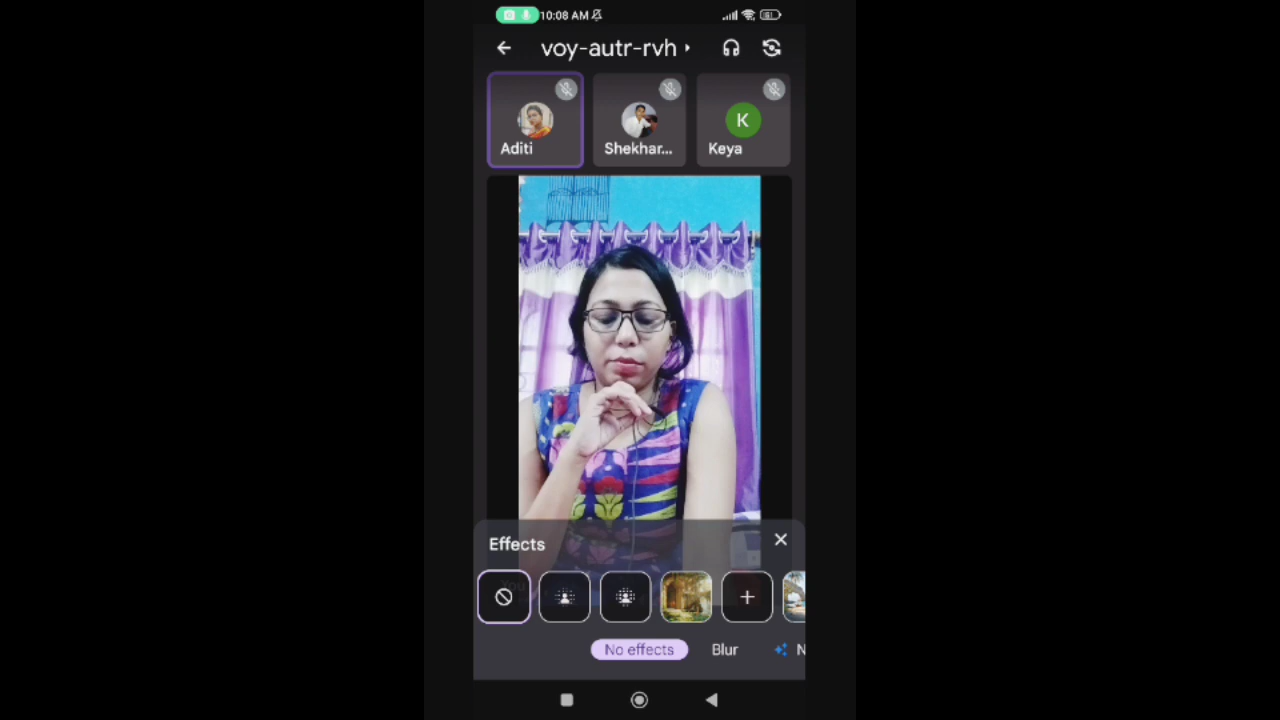 10:08 AM
voy-autr-rvh
Aditi
Shekhar...
K
Keya
Effects
No effects
Blur
N